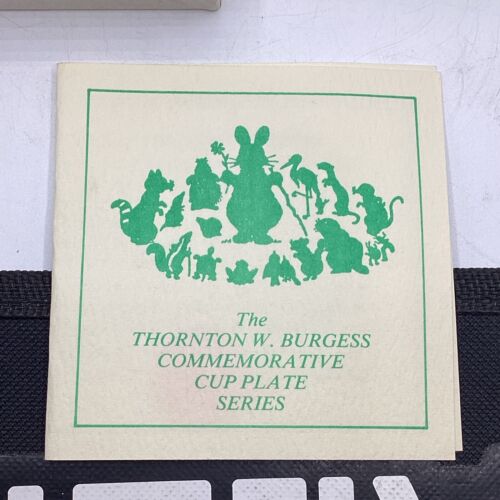 The
THORNTON W. BURGESS
COMMEMORATIVE
CUP PLATE
SERIES